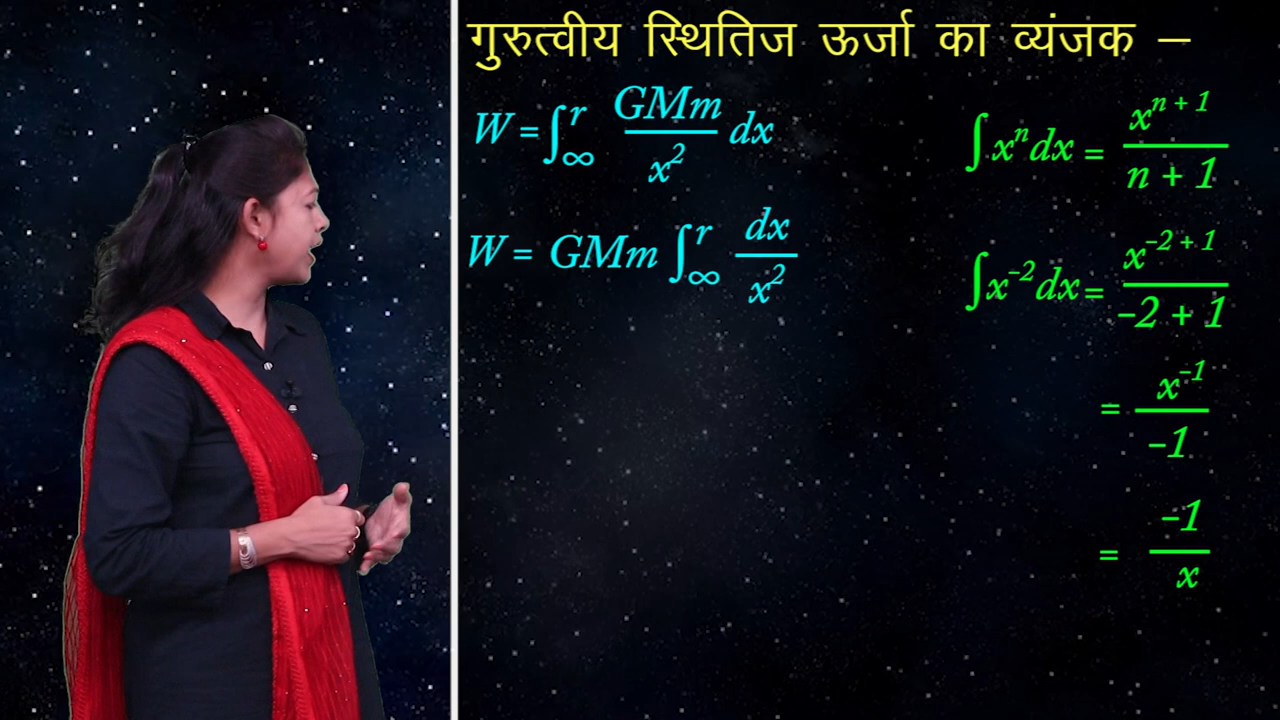 गुरुत्वीय स्थितिज ऊर्जा का व्यंजक –
W = ∫_∞^r GMm/x² dx
W = GMm ∫_∞^r dx/x²
∫xⁿdx = x^(n + 1)/(n + 1)
∫x⁻²dx = x^(–2 + 1)/(–2 + 1)
= x⁻¹/–1
= –1/x